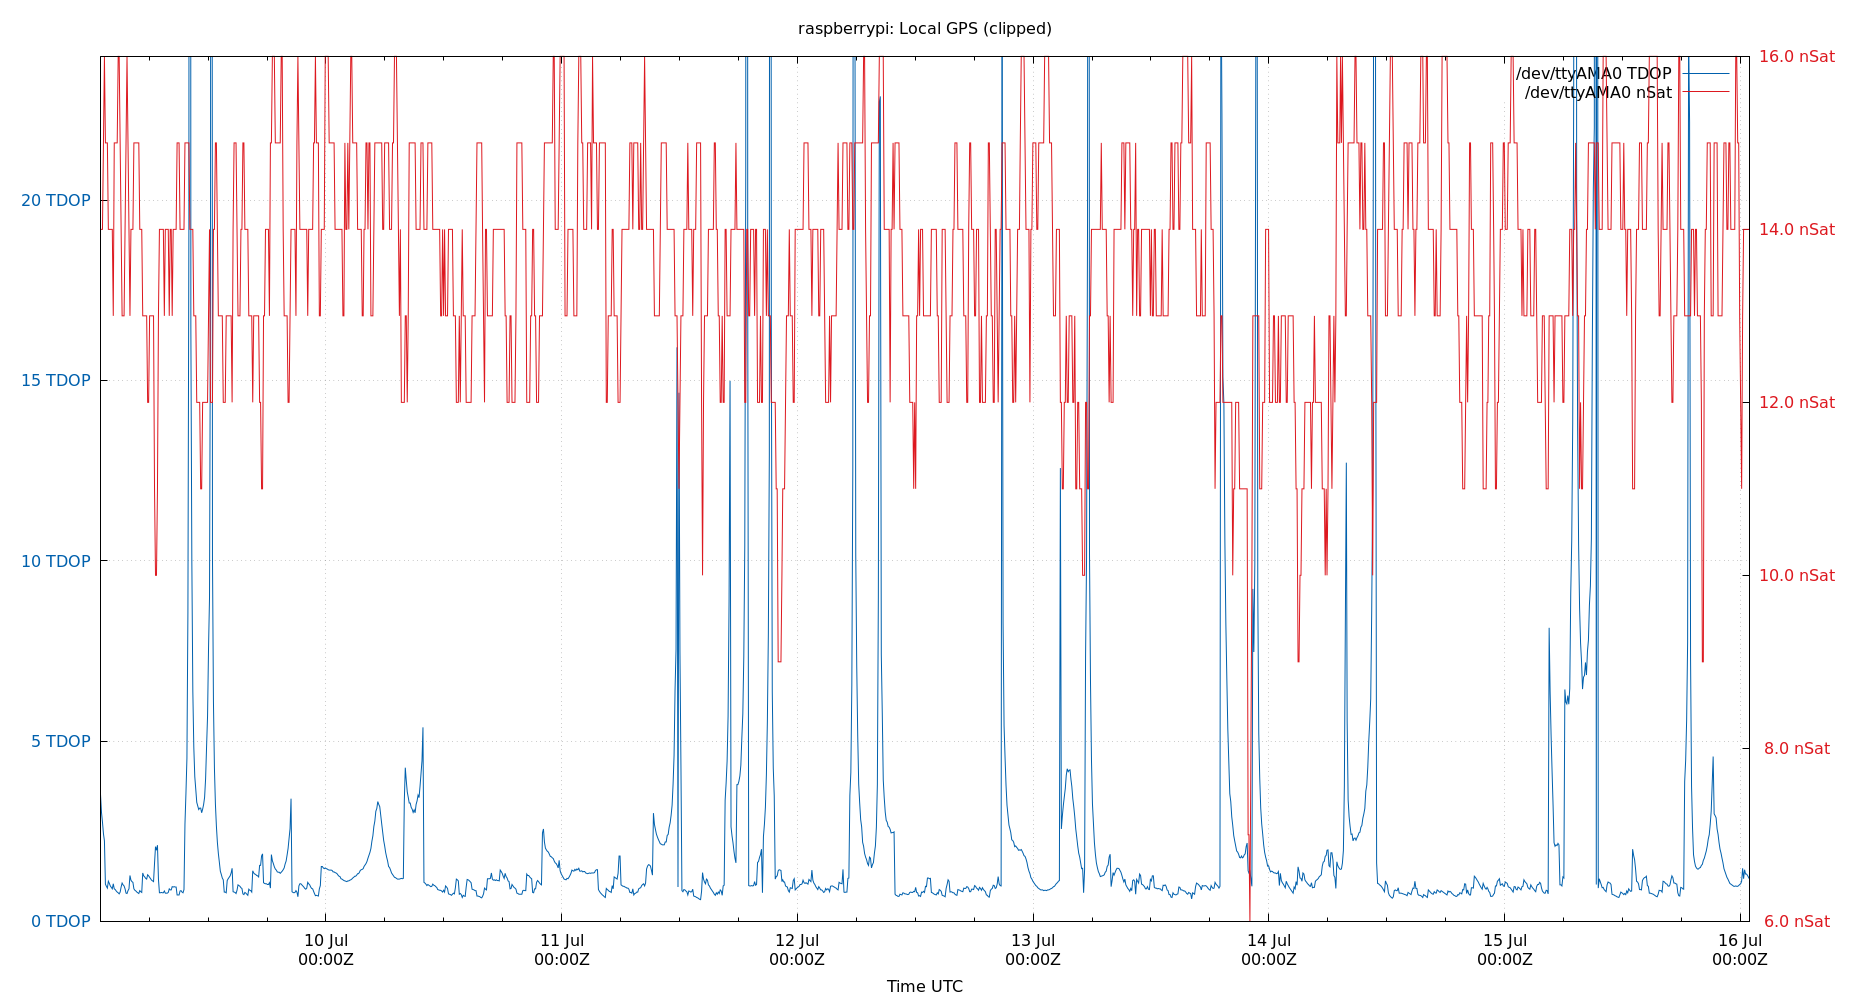 raspberrypi: Local GPS (clipped)
16.0 nSat
/dev/ttyAMA0 TDOP
/dev/ttyAMA0 nSat
20 TDOP
14.0 nSat
15 TDOP
12.0 nSat
10 TDOP
10.0 nSat
5 TDOP
8.0 nSat
0 TDOP
6.0 nSat
10 Jul 11 Jul 12 Jul 13 Jul 14 Jul 15 Jul 16 Jul
00:00Z 00:00Z 00:00Z 00:00Z 00:00Z 00:00Z 00:00Z
Time UTC